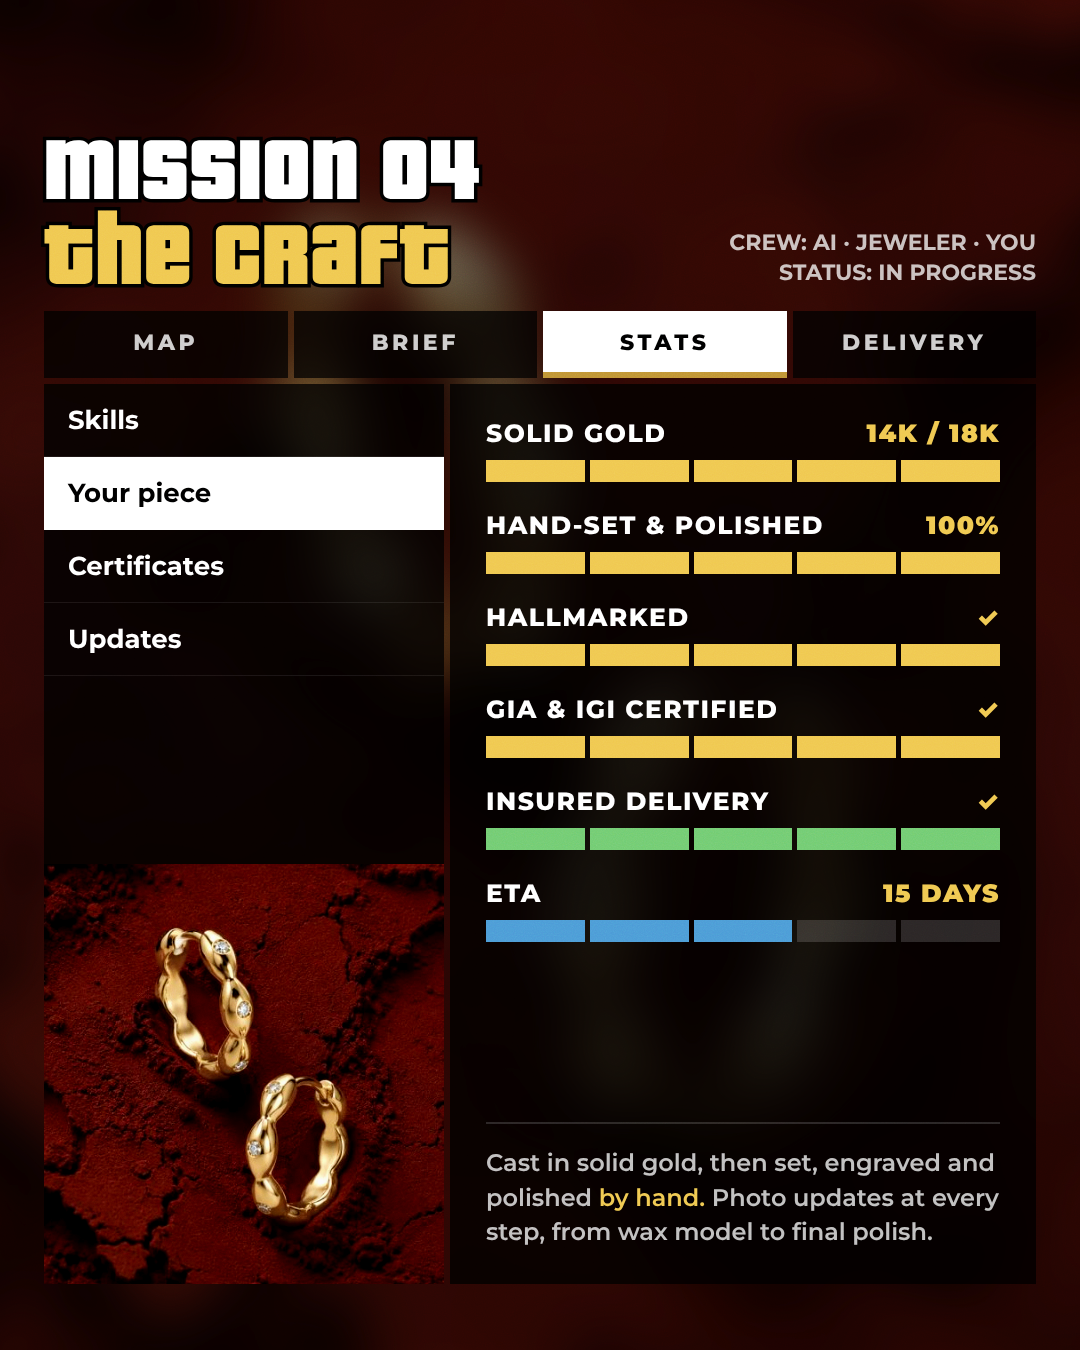 mission 04
the craft
CREW: AI · JEWELER · YOU
STATUS: IN PROGRESS
MAP
BRIEF
STATS
DELIVERY
Skills
Your piece
Certificates
Updates
SOLID GOLD
14K / 18K
HAND-SET & POLISHED
100%
HALLMARKED
✓
GIA & IGI CERTIFIED
✓
INSURED DELIVERY
✓
ETA
15 DAYS
Cast in solid gold, then set, engraved and
polished by hand. Photo updates at every
step, from wax model to final polish.